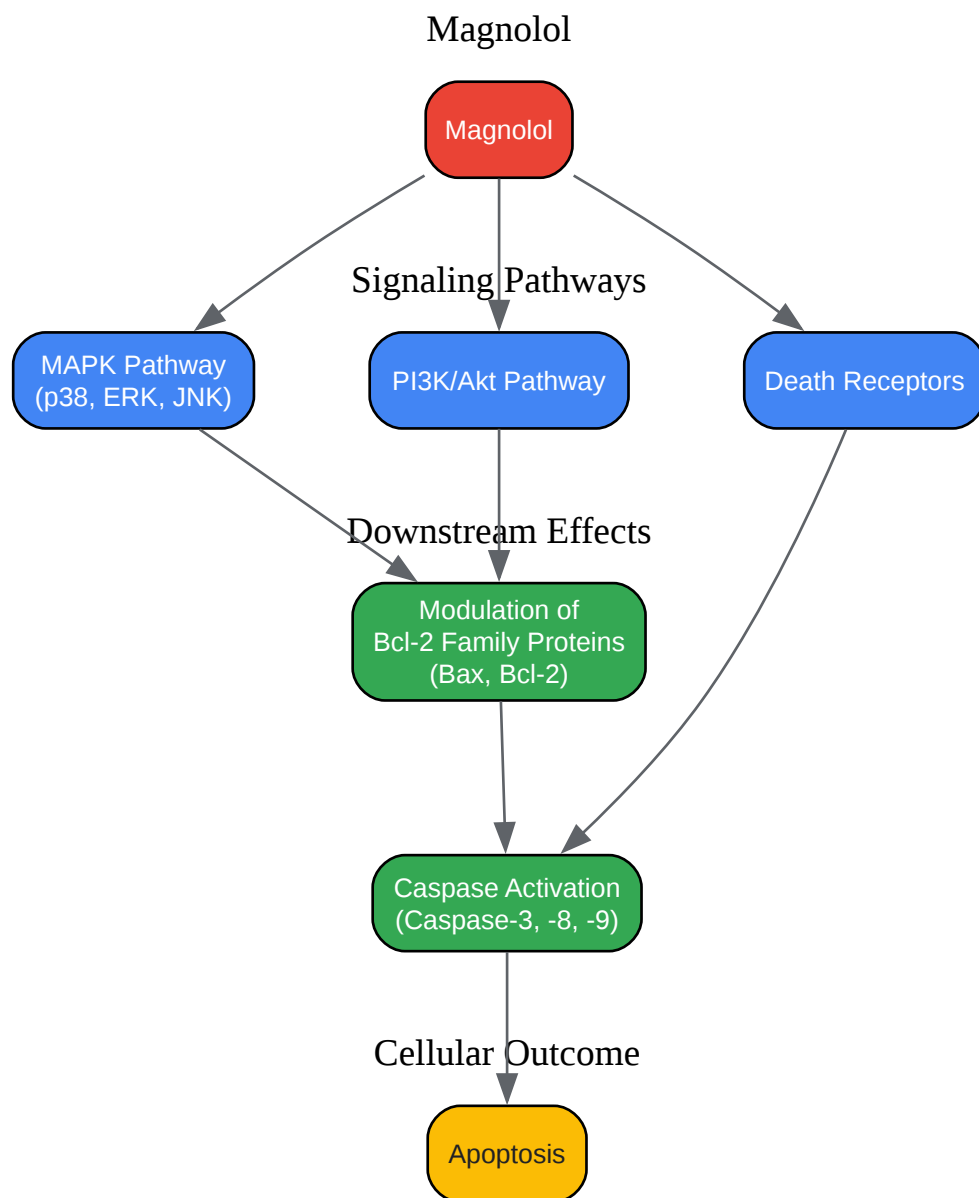 Magnolol
Magnolol
Signaling Pathways
MAPK Pathway
(p38, ERK, JNK)
PI3K/Akt Pathway
Death Receptors
Downstream Effects
Modulation of
Bcl-2 Family Proteins
(Bax, Bcl-2)
Caspase Activation
(Caspase-3, -8, -9)
Cellular Outcome
Apoptosis